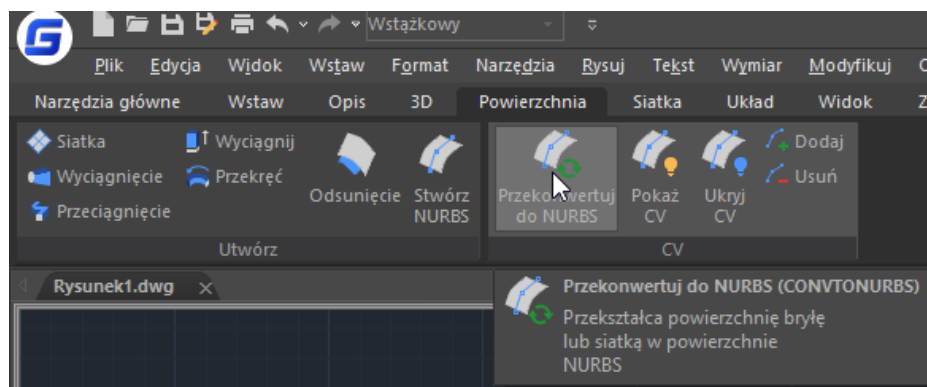 G
Wstążkowy
Plik Edycja Widok Wstaw Format Narzędzia Rysuj Tekst Wymiar Modyfikuj
Narzędzia główne Wstaw Opis 3D Powierzchnia Siatka Układ Widok
Siatka Wyciągnij Dodaj
Wyciągnięcie Przekręć Usuń
Odsunięcie Stwórz Przekonwertuj Pokaż Ukryj
Przeciągnięcie NURBS do NURBS CV CV
Utwórz CV
Rysunek1.dwg
Przekonwertuj do NURBS (CONVTONURBS)
Przekształca powierzchnię bryłę
lub siatką w powierzchnie
NURBS